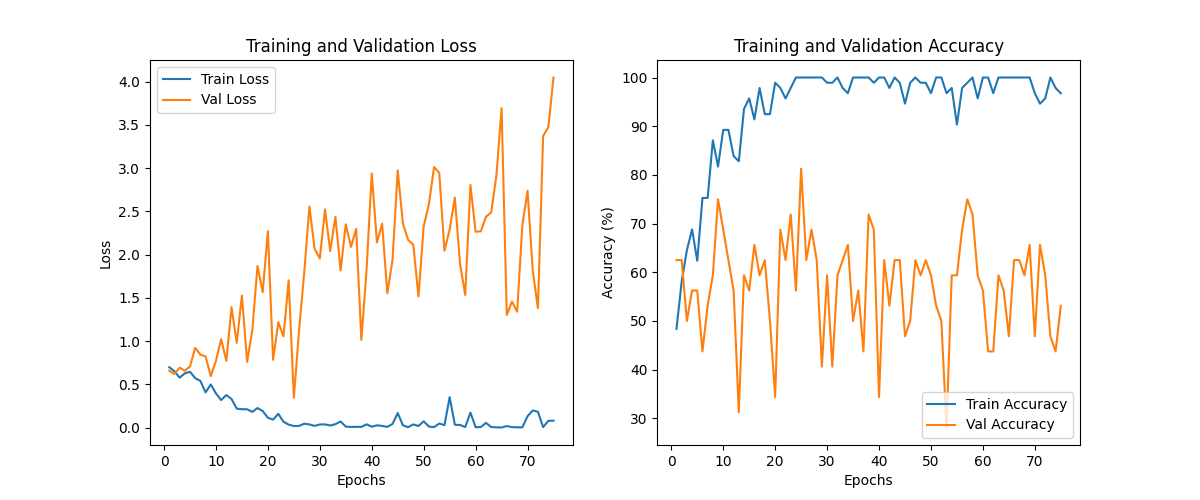 Training and Validation Loss
Train Loss
Val Loss
Loss
4.0
3.5
3.0
2.5
2.0
1.5
1.0
0.5
0.0
0 10 20 30 40 50 60 70
Epochs
Training and Validation Accuracy
Accuracy (%)
100
90
80
70
60
50
40
30
Train Accuracy
Val Accuracy
0 10 20 30 40 50 60 70
Epochs